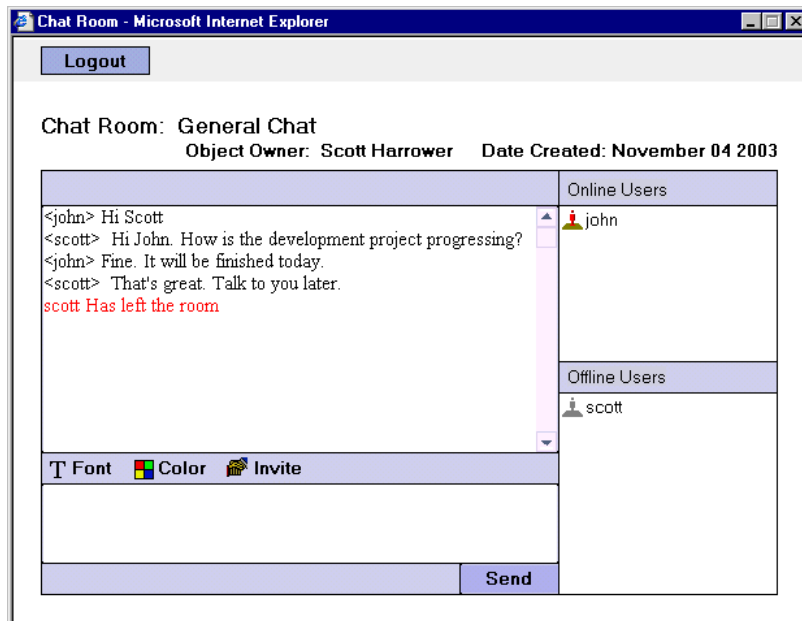 Chat Room - Microsoft Internet Explorer
Logout
Chat Room: General Chat
Object Owner: Scott Harrower Date Created: November 04 2003
Online Users
<john> Hi Scott
<scott> Hi John. How is the development project progressing?
<john> Fine. It will be finished today.
<scott> That's great. Talk to you later.
scott Has left the room
john
Offline Users
scott
T Font Color Invite
Send